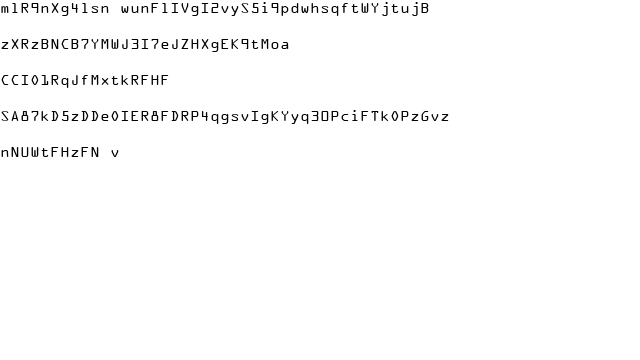 mlR9nXg4lsn wunFlIVgI2vyS5i9pdwhsqftWYjtujB
zXRzBNCB7YMWJ3I7eJZHXgEK9tMoa
CCI01RqJfMxtkRFHF
SA87kD5zDDe0IER8FDRP4qgsvIgKYyq3OPciFTk0PzGvz
nNUWtFHzFN v